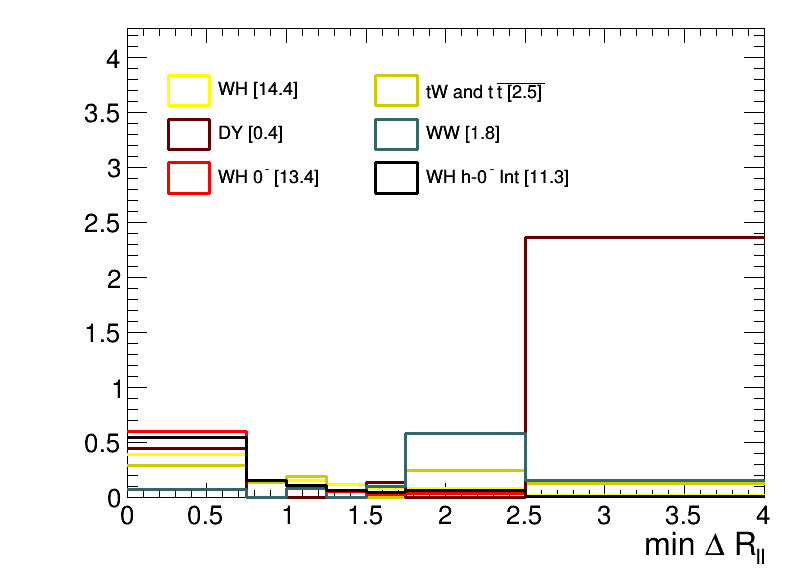 4
3.5
3
2.5
2
1.5
1
0.5
0
WH [14.4]
tW and t t̅ [2.5]
DY [0.4]
WW [1.8]
WH 0⁻ [13.4]
WH h-0⁻ Int [11.3]
0 0.5 1 1.5 2 2.5 3 3.5 4
min Δ R_ll